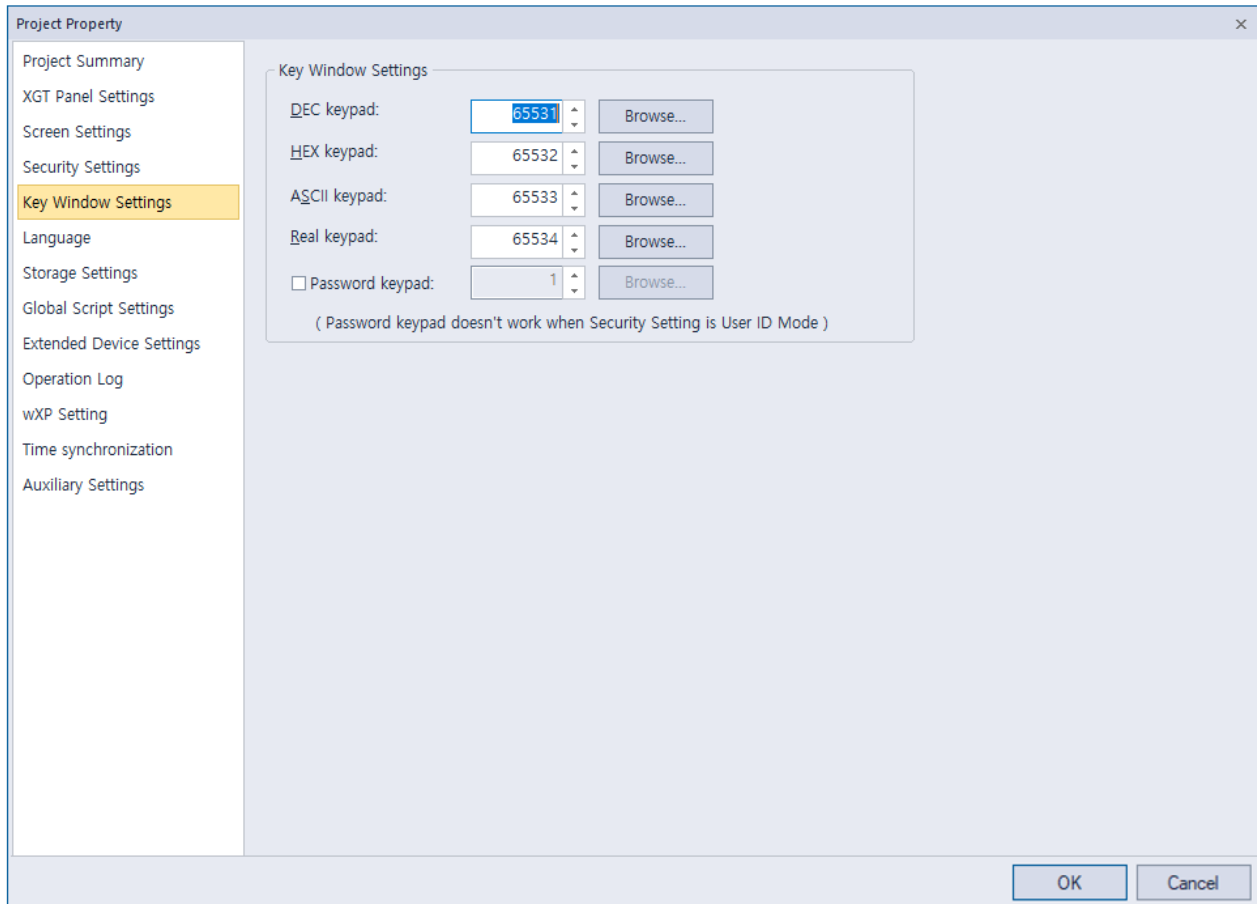 Project Property
Project Summary
XGT Panel Settings
Screen Settings
Security Settings
Key Window Settings
Language
Storage Settings
Global Script Settings
Extended Device Settings
Operation Log
wXP Setting
Time synchronization
Auxiliary Settings
Key Window Settings
DEC keypad: 65531 Browse...
HEX keypad: 65532 Browse...
ASCII keypad: 65533 Browse...
Real keypad: 65534 Browse...
Password keypad: 1 Browse...
( Password keypad doesn't work when Security Setting is User ID Mode )
OK Cancel